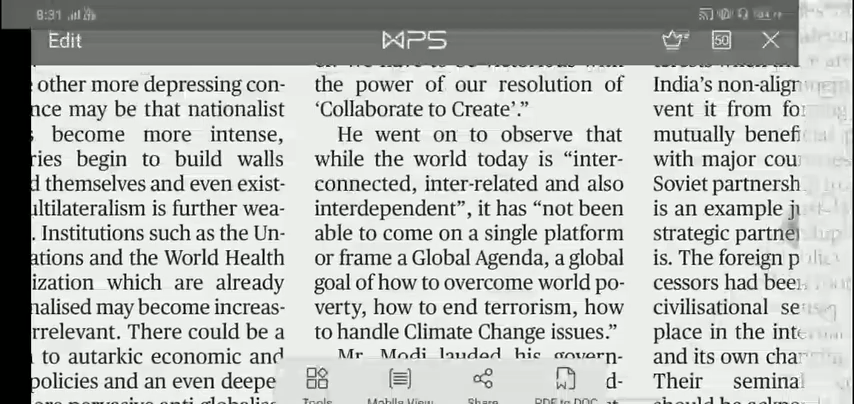 8:31
Edit
WPS
50
other more depressing con-
nce may be that nationalist
become more intense,
ries begin to build walls
d themselves and even exist-
ultilateralism is further wea-
. Institutions such as the Un-
ations and the World Health
ization which are already
nalised may become increas-
rrelevant. There could be a
to autarkic economic and
policies and an even deepe
the power of our resolution of
‘Collaborate to Create’.”
He went on to observe that
while the world today is “inter-
connected, inter-related and also
interdependent”, it has “not been
able to come on a single platform
or frame a Global Agenda, a global
goal of how to overcome world po-
verty, how to end terrorism, how
to handle Climate Change issues.”
Mr. Modi lauded his govern-
d-
India’s non-align
vent it from for
mutually benefi
with major cou
Soviet partnersh
is an example ju
strategic partne
is. The foreign p
cessors had been
civilisational se
place in the inte
and its own cha
Their seminal
Tools
Mobile View
Share
PDF to DOC